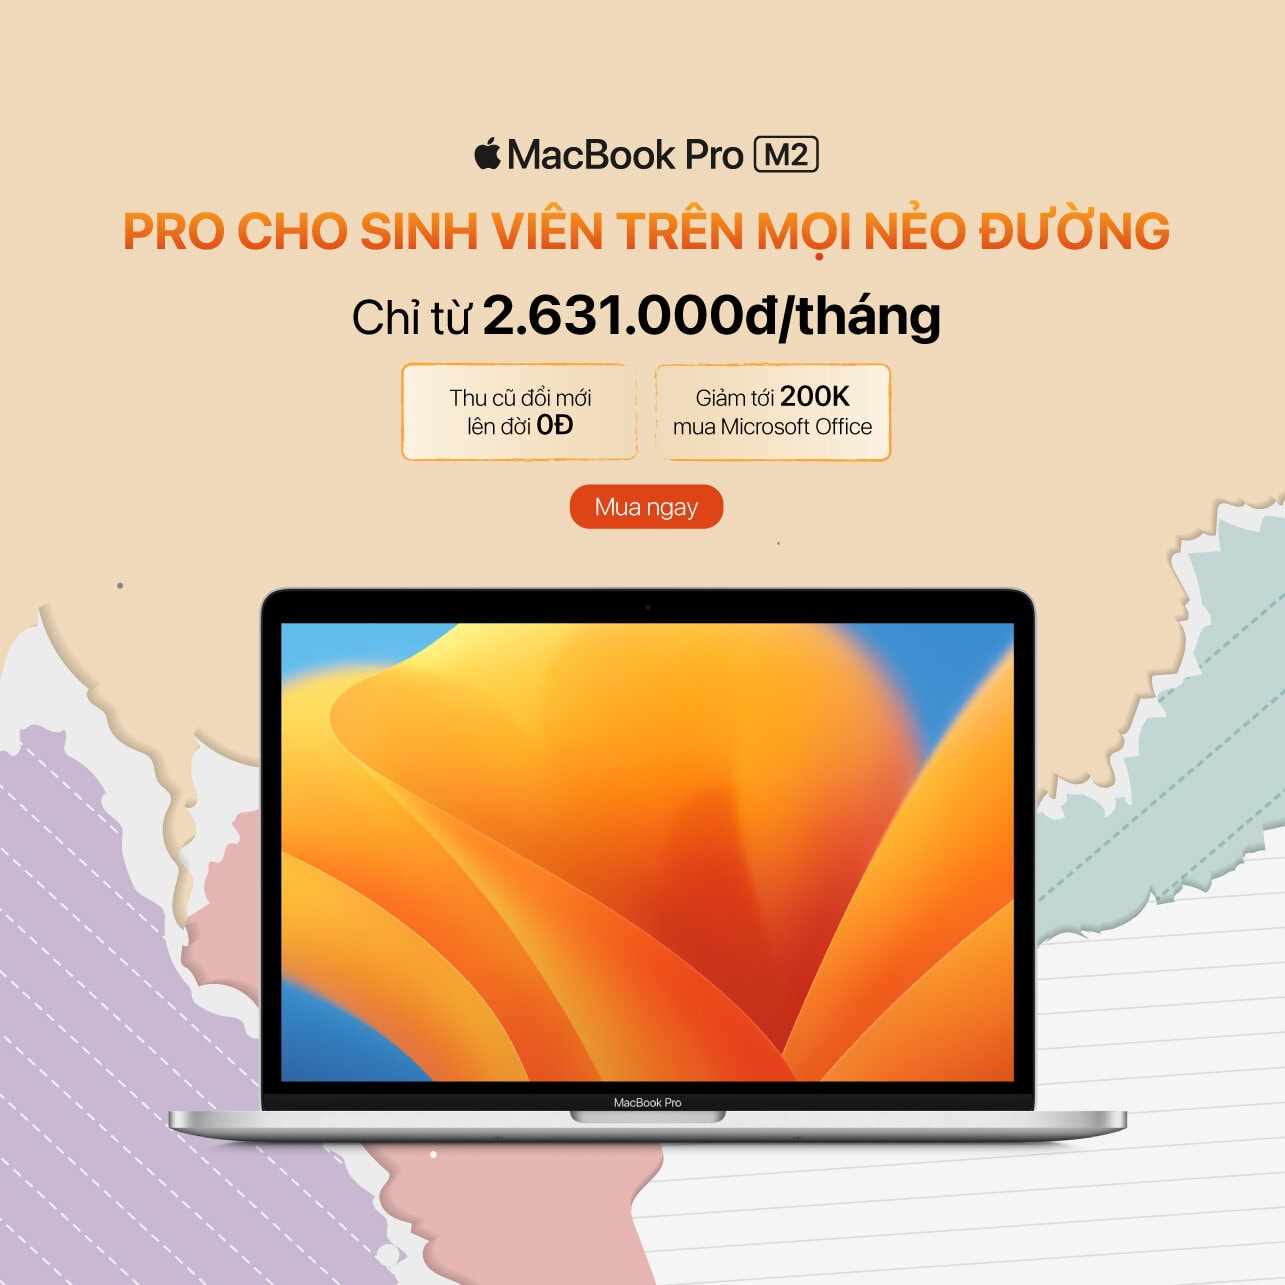 MacBook Pro M2
PRO CHO SINH VIÊN TRÊN MỌI NẺO ĐƯỜNG
Chỉ từ 2.631.000đ/tháng
Thu cũ đổi mới
lên đời 0Đ
Giảm tới 200K
mua Microsoft Office
Mua ngay
MacBook Pro